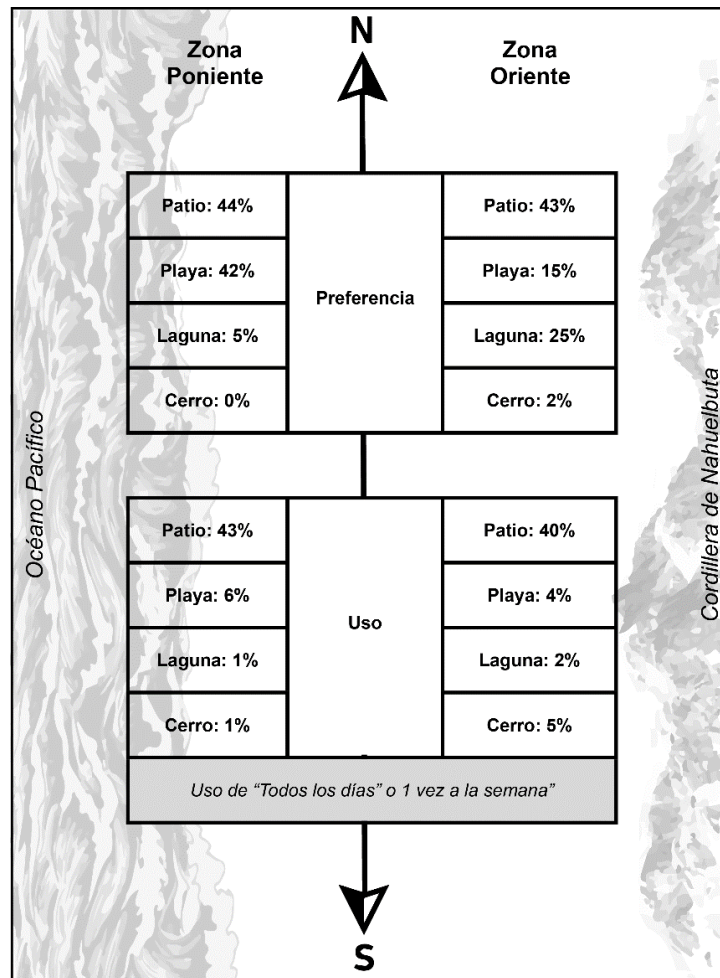 N
Zona
Poniente
Zona
Oriente
Patio: 44%
Playa: 42%
Laguna: 5%
Cerro: 0%
Preferencia
Patio: 43%
Playa: 15%
Laguna: 25%
Cerro: 2%
Océano Pacífico
Cordillera de Nahuelbuta
Patio: 43%
Playa: 6%
Laguna: 1%
Cerro: 1%
Uso
Patio: 40%
Playa: 4%
Laguna: 2%
Cerro: 5%
Uso de “Todos los días” o 1 vez a la semana”
S